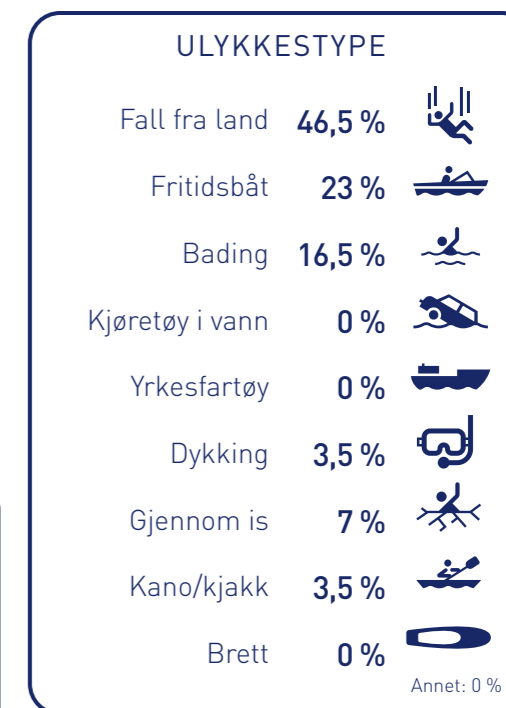 ULYKKESTYPE
Fall fra land 46,5 %
Fritidsbåt 23 %
Bading 16,5 %
Kjøretøy i vann 0 %
Yrkesfartøy 0 %
Dykking 3,5 %
Gjennom is 7 %
Kano/kjakk 3,5 %
Brett 0 %
Annet: 0 %